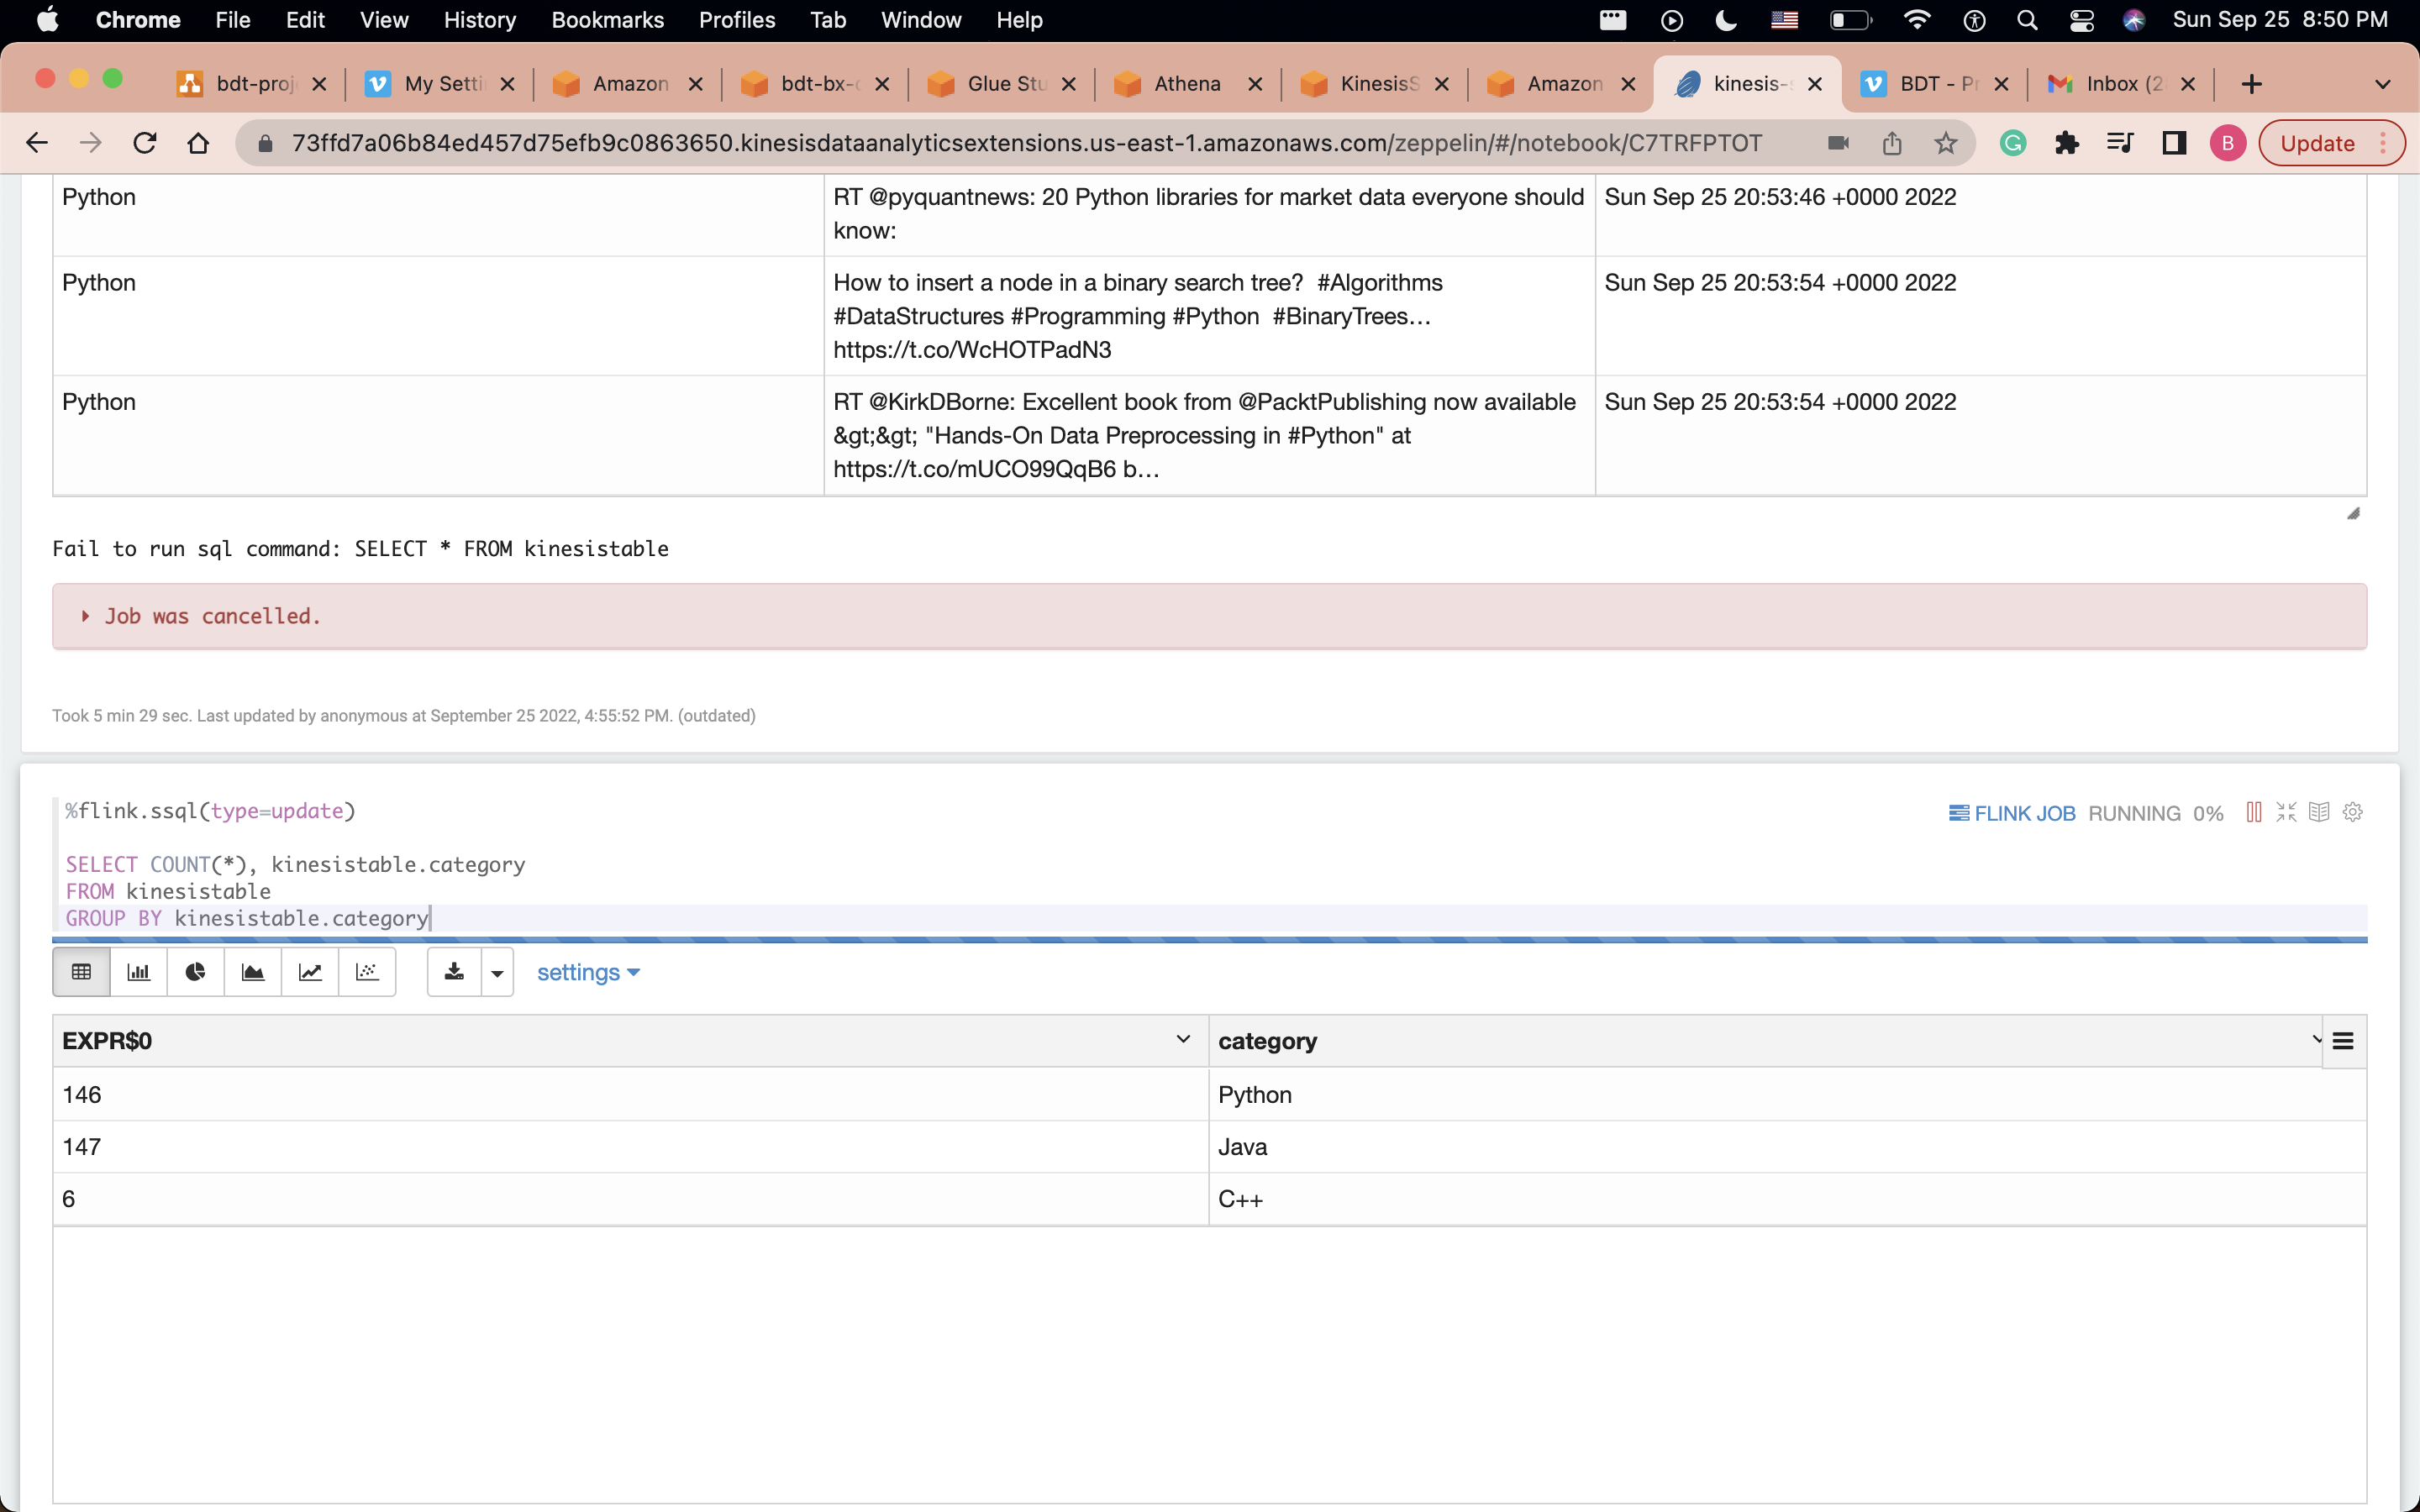 Chrome File Edit View History Bookmarks Profiles Tab Window Help Sun Sep 25 8:50 PM
bdt-proj My Setti Amazon bdt-bx-c Glue Stu Athena KinesisS Amazon kinesis-s BDT - Pr Inbox (2
73ffd7a06b84ed457d75efb9c0863650.kinesisdataanalyticsextensions.us-east-1.amazonaws.com/zeppelin/#/notebook/C7TRFPTOT B Update
Python RT @pyquantnews: 20 Python libraries for market data everyone should Sun Sep 25 20:53:46 +0000 2022
know:
Python How to insert a node in a binary search tree? #Algorithms Sun Sep 25 20:53:54 +0000 2022
#DataStructures #Programming #Python #BinaryTrees…
https://t.co/WcHOTPadN3
Python RT @KirkDBorne: Excellent book from @PacktPublishing now available Sun Sep 25 20:53:54 +0000 2022
&gt;&gt; "Hands-On Data Preprocessing in #Python" at
https://t.co/mUCO99QqB6 b…
Fail to run sql command: SELECT * FROM kinesistable
Job was cancelled.
Took 5 min 29 sec. Last updated by anonymous at September 25 2022, 4:55:52 PM. (outdated)
%flink.ssql(type=update) FLINK JOB RUNNING 0%
SELECT COUNT(*), kinesistable.category
FROM kinesistable
GROUP BY kinesistable.category
settings
EXPR$0 category
146 Python
147 Java
6 C++